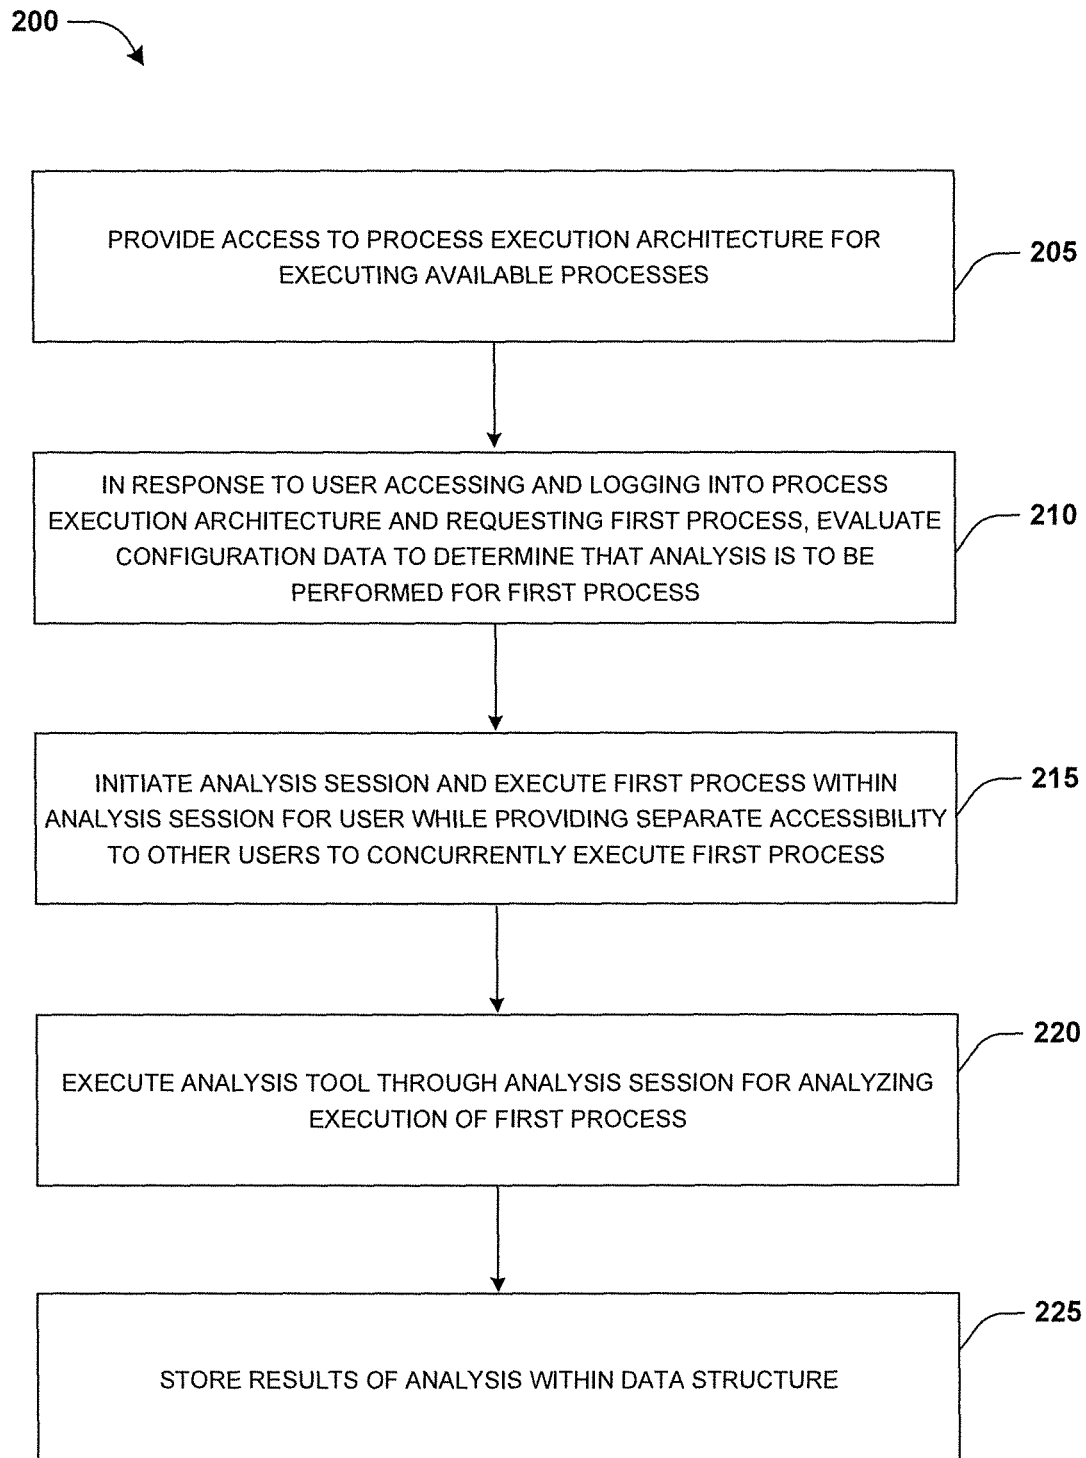 200
PROVIDE ACCESS TO PROCESS EXECUTION ARCHITECTURE FOR
EXECUTING AVAILABLE PROCESSES
205
IN RESPONSE TO USER ACCESSING AND LOGGING INTO PROCESS
EXECUTION ARCHITECTURE AND REQUESTING FIRST PROCESS, EVALUATE
CONFIGURATION DATA TO DETERMINE THAT ANALYSIS IS TO BE
PERFORMED FOR FIRST PROCESS
210
INITIATE ANALYSIS SESSION AND EXECUTE FIRST PROCESS WITHIN
ANALYSIS SESSION FOR USER WHILE PROVIDING SEPARATE ACCESSIBILITY
TO OTHER USERS TO CONCURRENTLY EXECUTE FIRST PROCESS
215
EXECUTE ANALYSIS TOOL THROUGH ANALYSIS SESSION FOR ANALYZING
EXECUTION OF FIRST PROCESS
220
STORE RESULTS OF ANALYSIS WITHIN DATA STRUCTURE
225